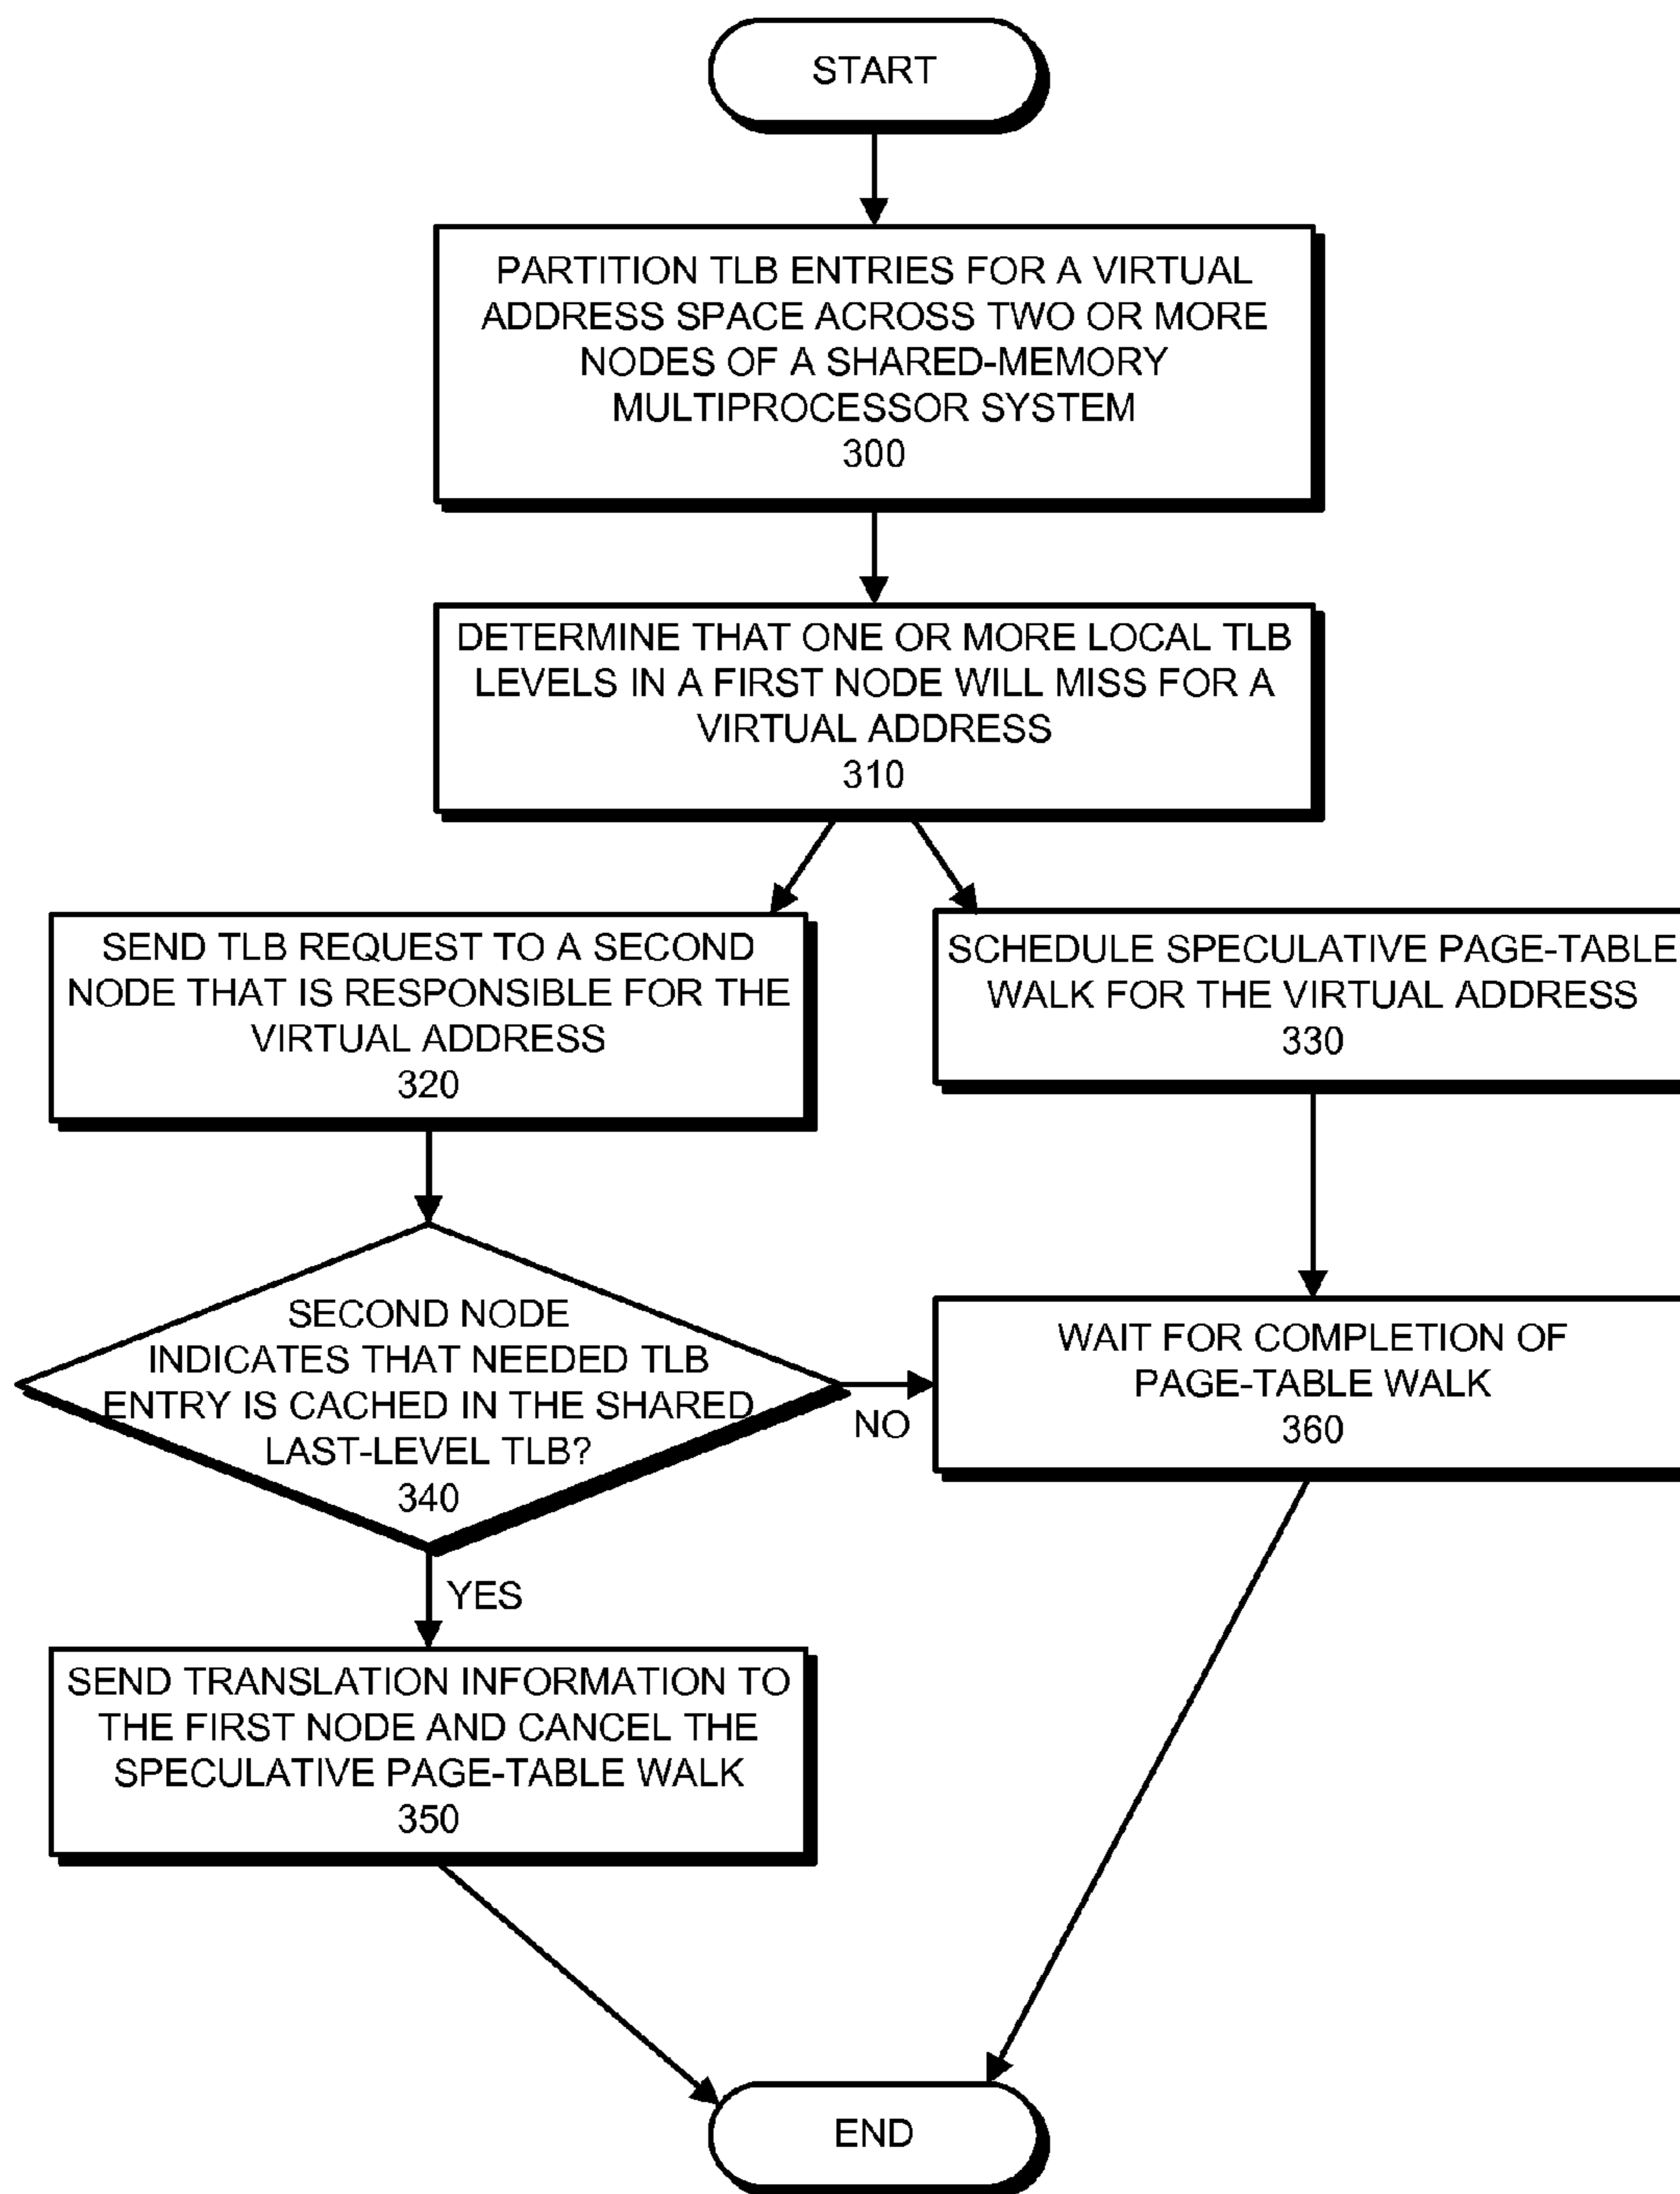 START
PARTITION TLB ENTRIES FOR A VIRTUAL
ADDRESS SPACE ACROSS TWO OR MORE
NODES OF A SHARED-MEMORY
MULTIPROCESSOR SYSTEM
300
DETERMINE THAT ONE OR MORE LOCAL TLB
LEVELS IN A FIRST NODE WILL MISS FOR A
VIRTUAL ADDRESS
310
SEND TLB REQUEST TO A SECOND
NODE THAT IS RESPONSIBLE FOR THE
VIRTUAL ADDRESS
320
SCHEDULE SPECULATIVE PAGE-TABLE
WALK FOR THE VIRTUAL ADDRESS
330
SECOND NODE
INDICATES THAT NEEDED TLB
ENTRY IS CACHED IN THE SHARED
LAST-LEVEL TLB?
340
NO
WAIT FOR COMPLETION OF
PAGE-TABLE WALK
360
YES
SEND TRANSLATION INFORMATION TO
THE FIRST NODE AND CANCEL THE
SPECULATIVE PAGE-TABLE WALK
350
END